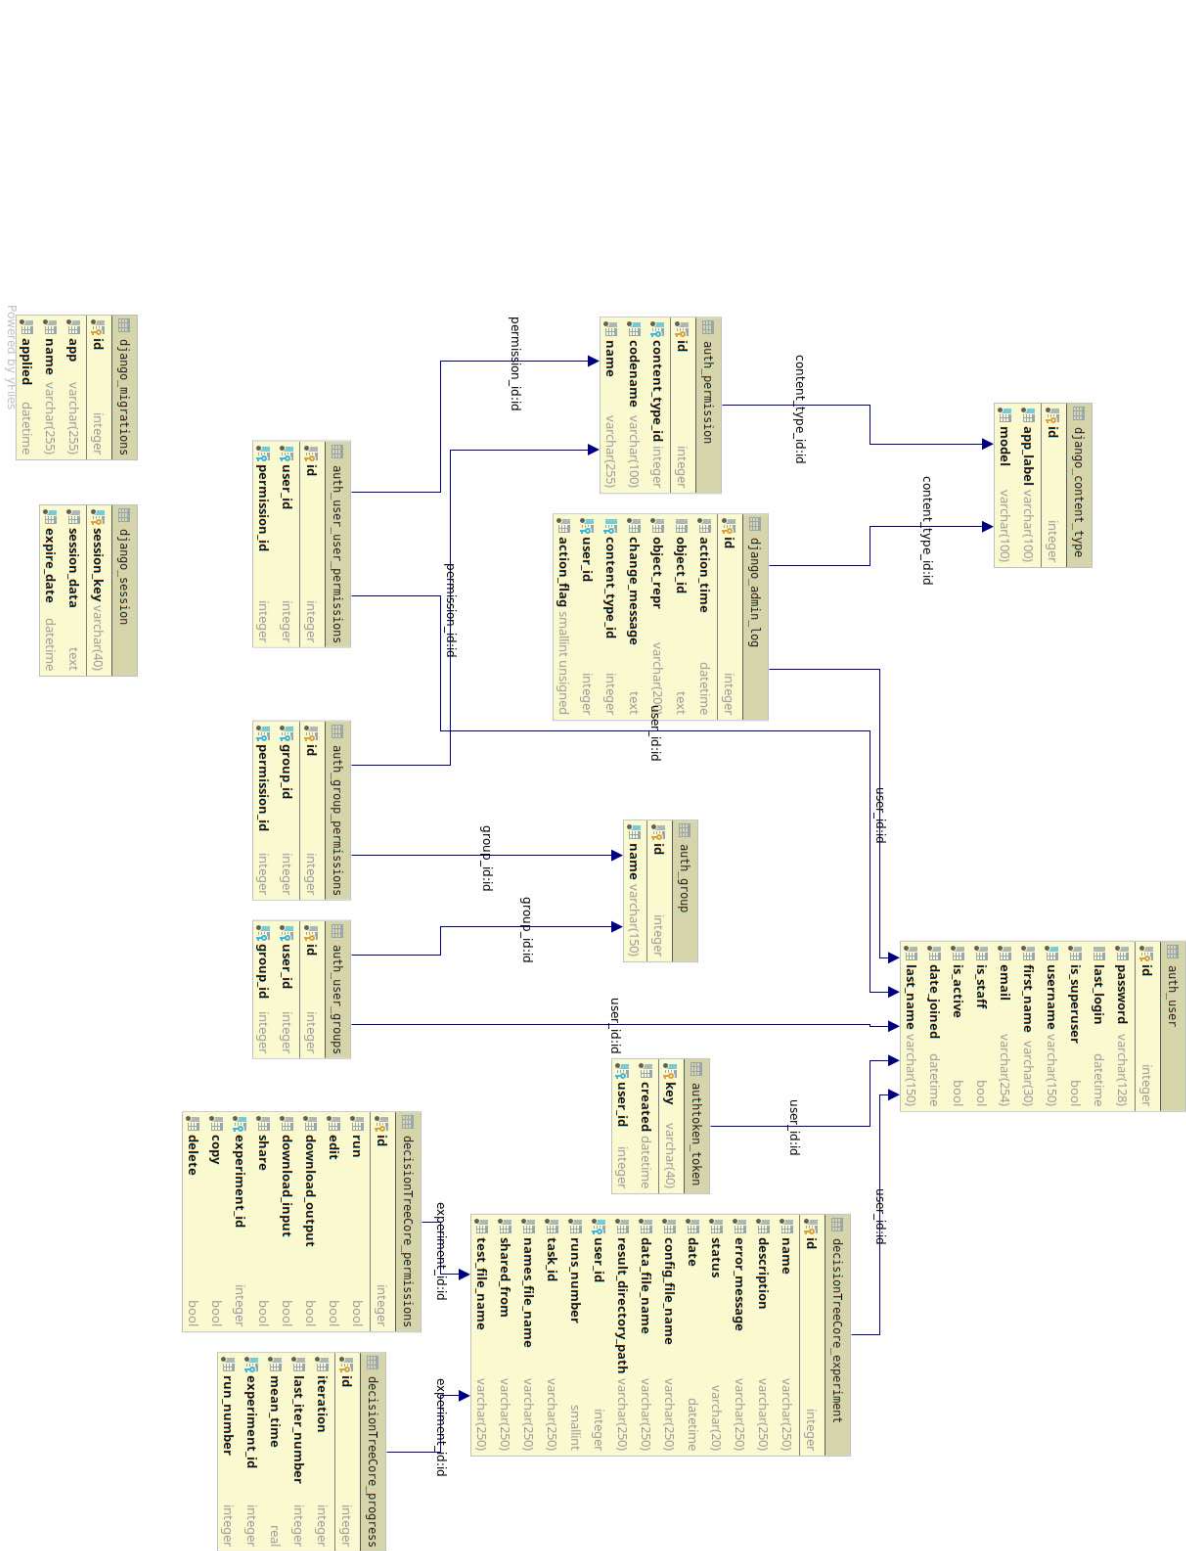 auth_user
id integer
password varchar(128)
last_login datetime
is_superuser bool
username varchar(150)
first_name varchar(30)
email varchar(254)
is_staff bool
is_active bool
date_joined datetime
last_name varchar(150)
django_content_type
id integer
app_label varchar(100)
model varchar(100)
content_type_id:id
content_type_id:id
user_id:id
user_id:id
user_id:id
user_id:id
user_id:id
auth_permission
id integer
content_type_id integer
codename varchar(100)
name varchar(255)
django_admin_log
id integer
action_time datetime
object_id text
object_repr varchar(200)
change_message text
content_type_id integer
user_id integer
action_flag smallint unsigned
auth_group
id integer
name varchar(150)
authtoken_token
key varchar(40)
created datetime
user_id integer
decisionTreeCore_experiment
id integer
name varchar(250)
description varchar(250)
error_message varchar(250)
status varchar(20)
date datetime
config_file_name varchar(250)
data_file_name varchar(250)
result_directory_path varchar(250)
user_id integer
runs_number smallint
task_id varchar(250)
names_file_name varchar(250)
shared_from varchar(250)
test_file_name varchar(250)
permission_id:id
permission_id:id
group_id:id
group_id:id
experiment_id:id
experiment_id:id
auth_user_user_permissions
id integer
user_id integer
permission_id integer
auth_group_permissions
id integer
group_id integer
permission_id integer
auth_user_groups
id integer
user_id integer
group_id integer
decisionTreeCore_permissions
id integer
run bool
edit bool
download_output bool
download_input bool
share bool
experiment_id integer
copy bool
delete bool
decisionTreeCore_progress
id integer
iteration integer
last_iter_number integer
mean_time real
experiment_id integer
run_number integer
django_migrations
id integer
app varchar(255)
name varchar(255)
applied datetime
django_session
session_key varchar(40)
session_data text
expire_date datetime
Powered by yFiles